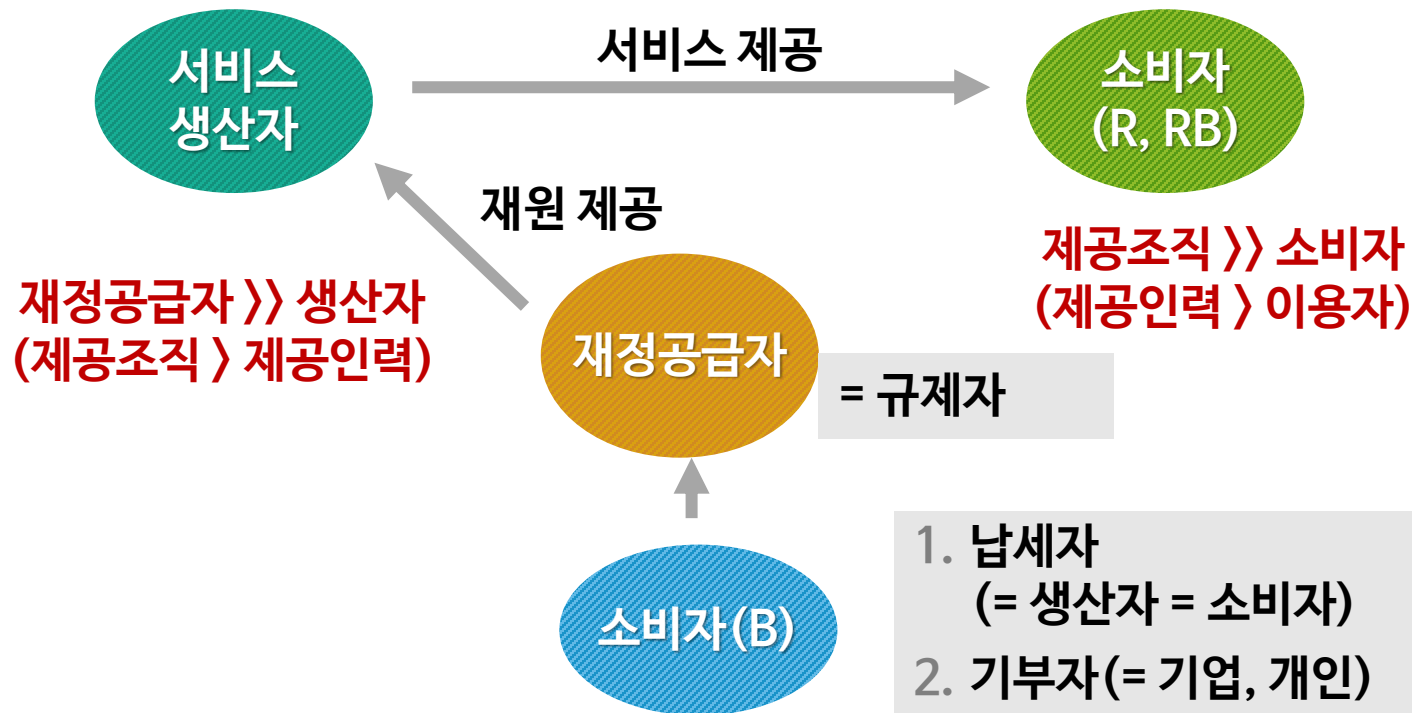 서비스
생산자
서비스 제공
소비자
(R, RB)
재원 제공
제공조직 》 소비자
(제공인력 〉 이용자)
재정공급자 》 생산자
(제공조직 〉 제공인력)
재정공급자
= 규제자
소비자(B)
1. 납세자
(= 생산자 = 소비자)
2. 기부자(= 기업, 개인)